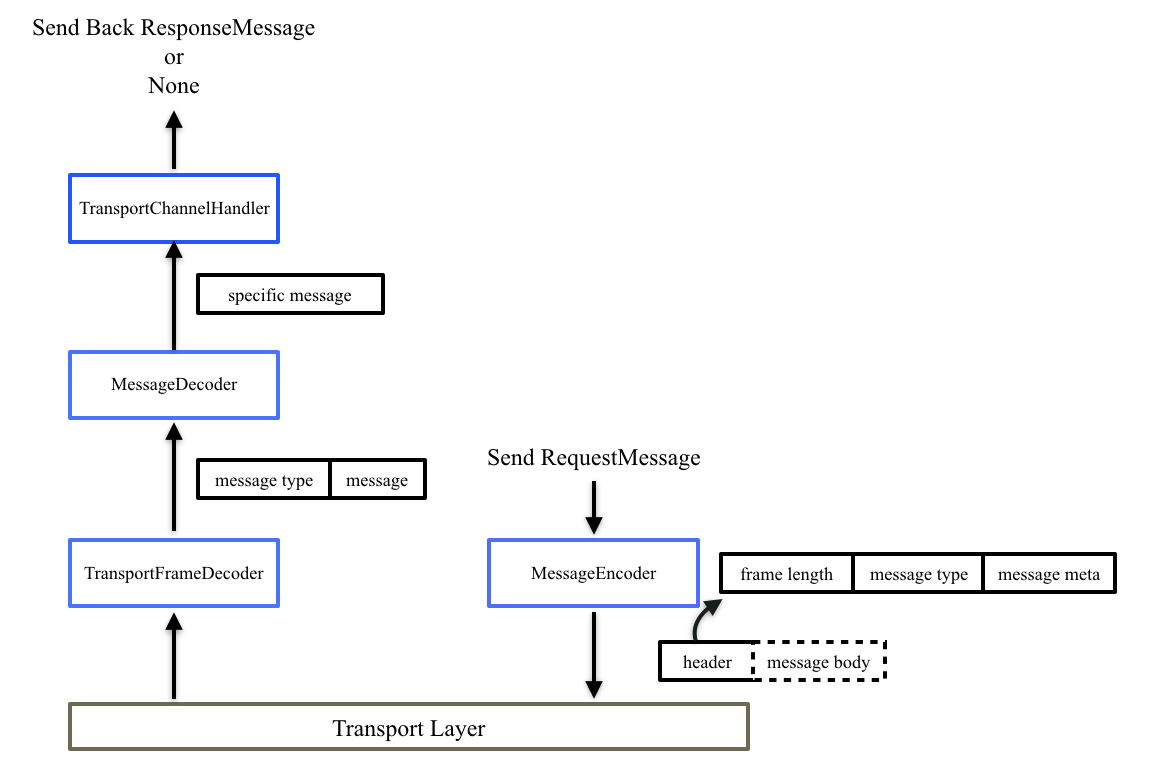 Send Back ResponseMessage
or
None
TransportChannelHandler
specific message
MessageDecoder
message type
message
Send RequestMessage
TransportFrameDecoder
MessageEncoder
frame length
message type
message meta
header
message body
Transport Layer